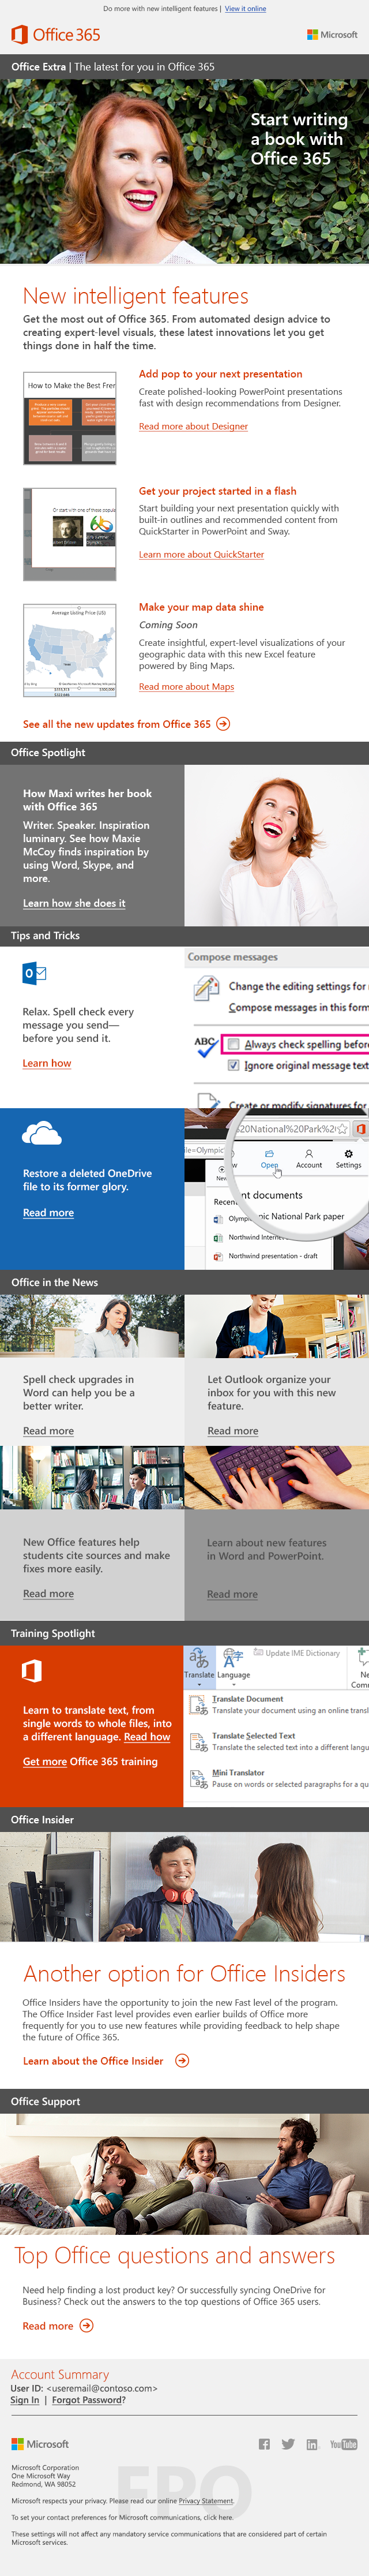 Do more with new intelligent features | View it online
Office 365
Microsoft
Office Extra | The latest for you in Office 365
Start writing
a book with
Office 365
New intelligent features
Get the most out of Office 365. From automated design advice to
creating expert-level visuals, these latest innovations let you get
things done in half the time.
How to Make the Best Fren
Add pop to your next presentation
Create polished-looking PowerPoint presentations
fast with design recommendations from Designer.
Read more about Designer
Or start with one of these popula
Get your project started in a flash
Start building your next presentation quickly with
built-in outlines and recommended content from
QuickStarter in PowerPoint and Sway.
Learn more about QuickStarter
Average Listing Price (US)
Make your map data shine
Coming Soon
Create insightful, expert-level visualizations of your
geographic data with this new Excel feature
powered by Bing Maps.
Read more about Maps
See all the new updates from Office 365
Office Spotlight
How Maxi writes her book
with Office 365
Writer. Speaker. Inspiration
luminary. See how Maxie
McCoy finds inspiration by
using Word, Skype, and
more.
Learn how she does it
Tips and Tricks
Relax. Spell check every
message you send—
before you send it.
Learn how
Compose messages
Change the editing settings for
Compose messages in this form
ABC
Always check spelling befor
Ignore original message text
Create or modify signatures for
Restore a deleted OneDrive
file to its former glory.
Read more
le=Olympic
%20National%20Park%2
w
Open
Account
Settings
Recen
nt documents
Olymp
pic National Park paper
Northwind Intern
Northwind presentation - draft
Office in the News
Spell check upgrades in
Word can help you be a
better writer.
Read more
Let Outlook organize your
inbox for you with this new
feature.
Read more
New Office features help
students cite sources and make
fixes more easily.
Read more
Learn about new features
in Word and PowerPoint.
Read more
Training Spotlight
Learn to translate text, from
single words to whole files, into
a different language. Read how
Get more Office 365 training
Translate
Language
Update IME Dictionary
Ne
Comm
Translate Document
Translate your document using an online transl
Translate Selected Text
Translate the selected text into a different langu
Mini Translator
Pause on words or selected paragraphs for a qu
Office Insider
Another option for Office Insiders
Office Insiders have the opportunity to join the new Fast level of the program.
The Office Insider Fast level provides even earlier builds of Office more
frequently for you to use new features while providing feedback to help shape
the future of Office 365.
Learn about the Office Insider
Office Support
Top Office questions and answers
Need help finding a lost product key? Or successfully syncing OneDrive for
Business? Check out the answers to the top questions of Office 365 users.
Read more
Account Summary
User ID: <useremail@contoso.com>
Sign In | Forgot Password?
Microsoft
YouTube
Microsoft Corporation
One Microsoft Way
Redmond, WA 98052
FPO
Microsoft respects your privacy. Please read our online Privacy Statement.
To set your contact preferences for Microsoft communications, click here.
These settings will not affect any mandatory service communications that are considered part of certain
Microsoft services.